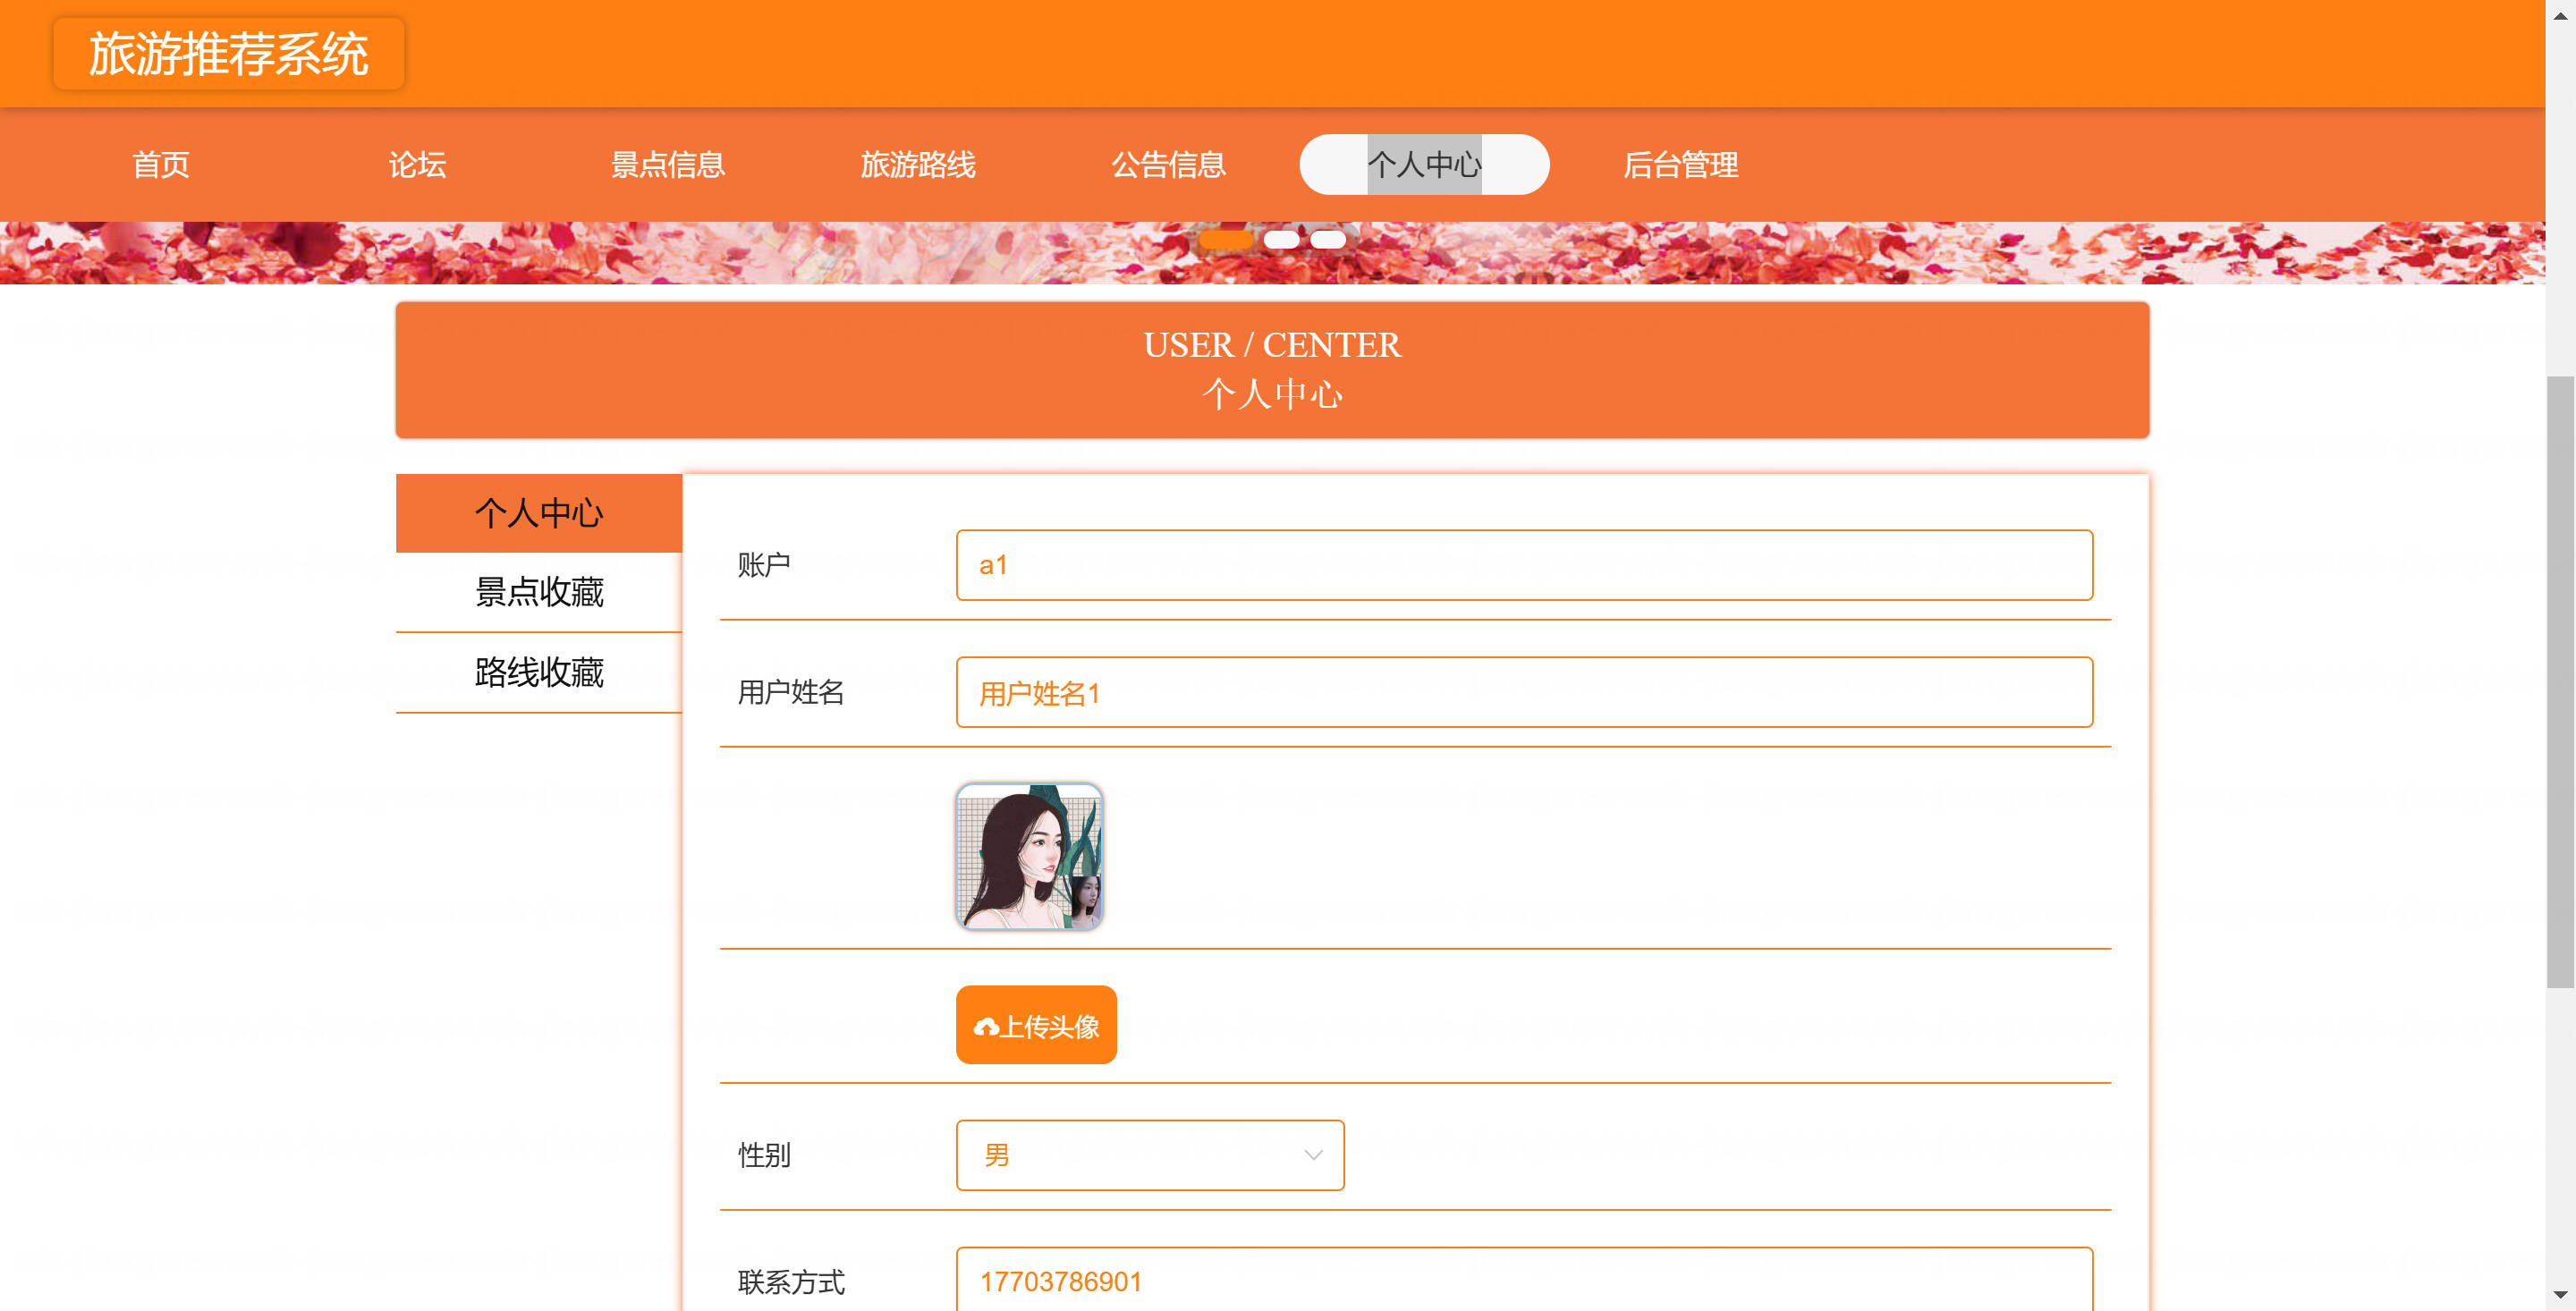 旅游推荐系统
首页 论坛 景点信息 旅游路线 公告信息 个人中心 后台管理
USER / CENTER
个人中心
个人中心
景点收藏
路线收藏
账户 a1
用户姓名 用户姓名1
上传头像
性别 男
联系方式 17703786901